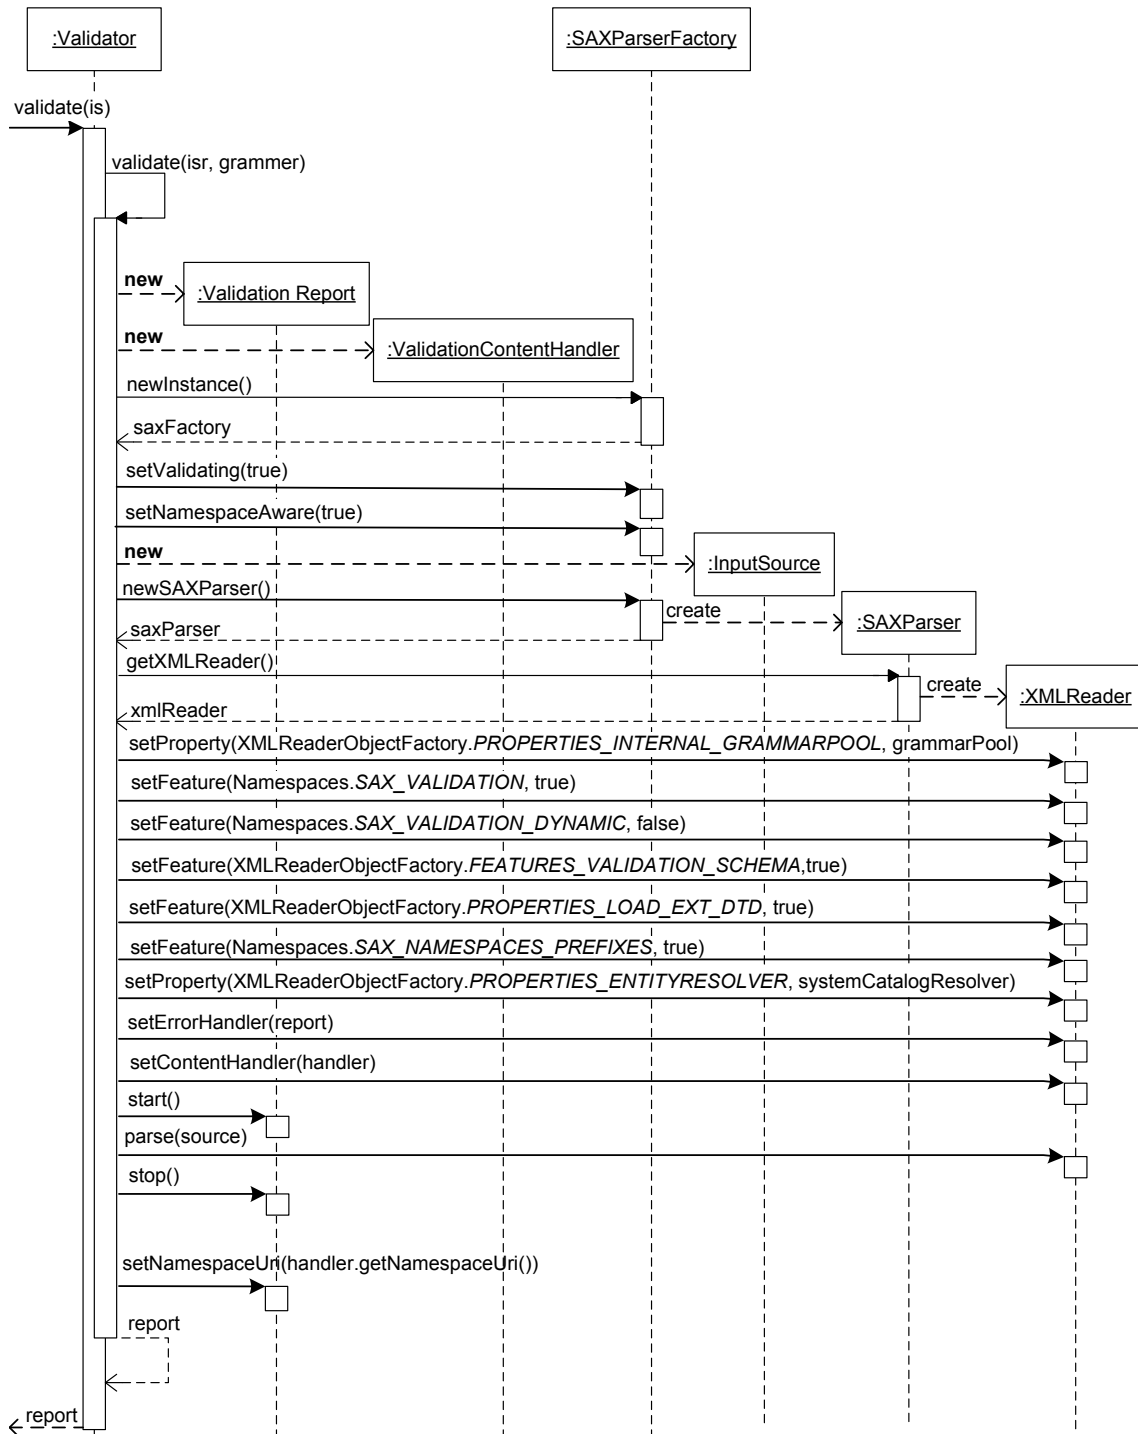 :Validator
:SAXParserFactory
validate(is)
validate(isr, grammer)
new
:Validation Report
new
:ValidationContentHandler
newInstance()
saxFactory
setValidating(true)
setNamespaceAware(true)
new
:InputSource
newSAXParser()
create
:SAXParser
saxParser
getXMLReader()
create
:XMLReader
xmlReader
setProperty(XMLReaderObjectFactory.PROPERTIES_INTERNAL_GRAMMARPOOL, grammarPool)
setFeature(Namespaces.SAX_VALIDATION, true)
setFeature(Namespaces.SAX_VALIDATION_DYNAMIC, false)
setFeature(XMLReaderObjectFactory.FEATURES_VALIDATION_SCHEMA,true)
setFeature(XMLReaderObjectFactory.PROPERTIES_LOAD_EXT_DTD, true)
setFeature(Namespaces.SAX_NAMESPACES_PREFIXES, true)
setProperty(XMLReaderObjectFactory.PROPERTIES_ENTITYRESOLVER, systemCatalogResolver)
setErrorHandler(report)
setContentHandler(handler)
start()
parse(source)
stop()
setNamespaceUri(handler.getNamespaceUri())
report
report